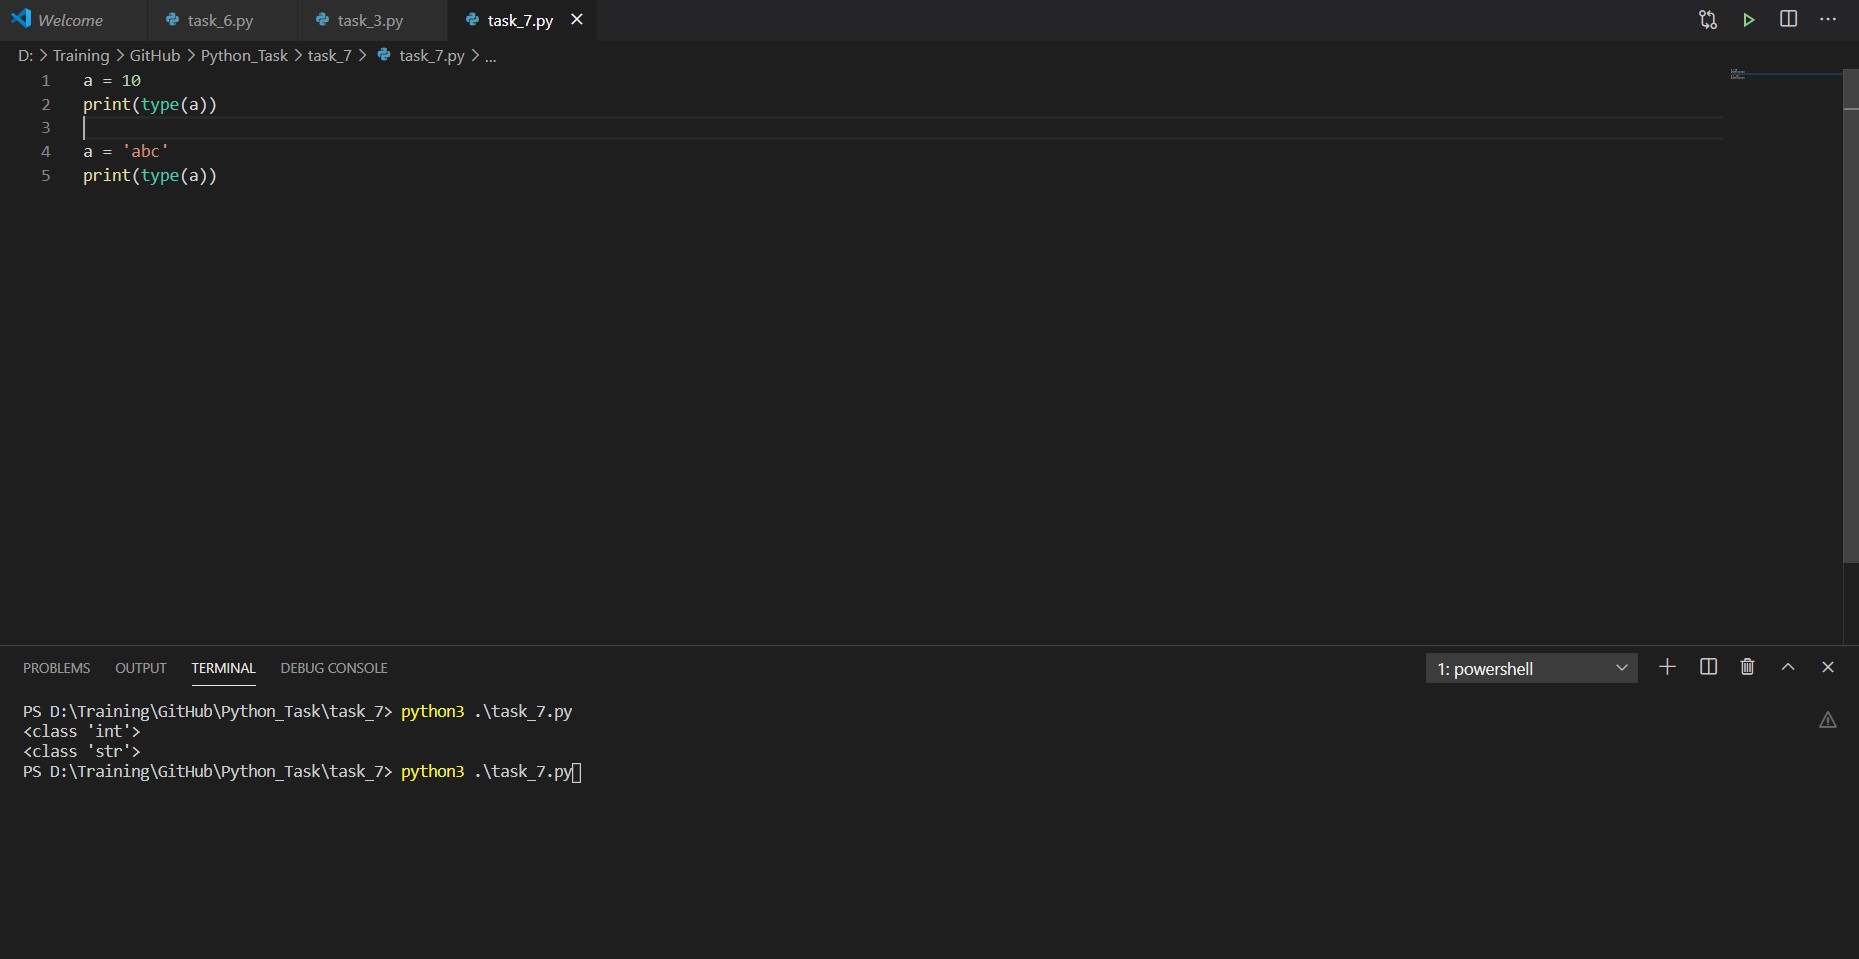 Welcome task_6.py task_3.py task_7.py
D: > Training > GitHub > Python_Task > task_7 > task_7.py > ...
1 a = 10
2 print(type(a))
3
4 a = 'abc'
5 print(type(a))
PROBLEMS OUTPUT TERMINAL DEBUG CONSOLE 1: powershell
PS D:\Training\GitHub\Python_Task\task_7> python3 .\task_7.py
<class 'int'>
<class 'str'>
PS D:\Training\GitHub\Python_Task\task_7> python3 .\task_7.py